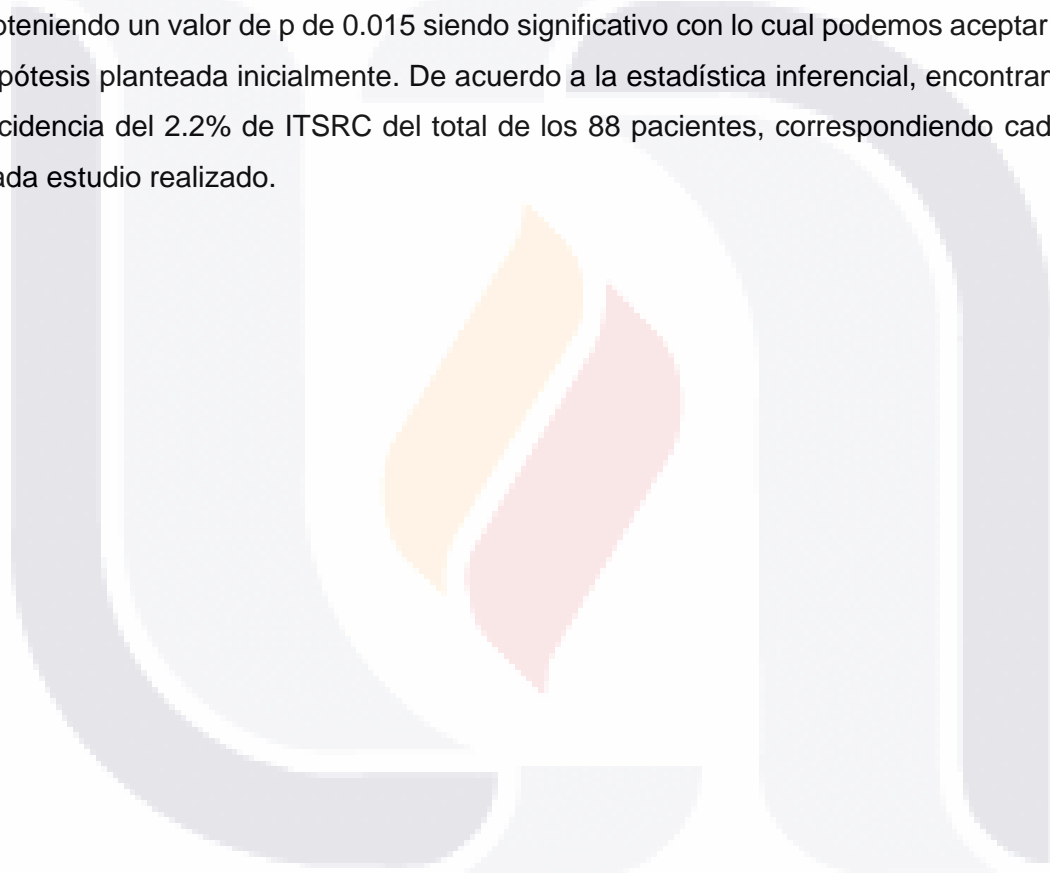 oteniendo un valor de p de 0.015 siendo significativo con lo cual podemos aceptar
pótesis planteada inicialmente. De acuerdo a la estadística inferencial, encontrar
cidencia del 2.2% de ITSRC del total de los 88 pacientes, correspondiendo cad
ada estudio realizado.